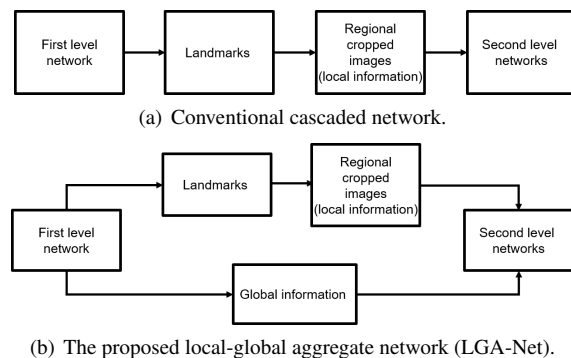 First level
network
Landmarks
Regional
cropped
images
(local information)
Second level
networks
(a) Conventional cascaded network.
Landmarks
Regional
cropped
images
(local information)
First level
network
Second level
networks
Global information
(b) The proposed local-global aggregate network (LGA-Net).